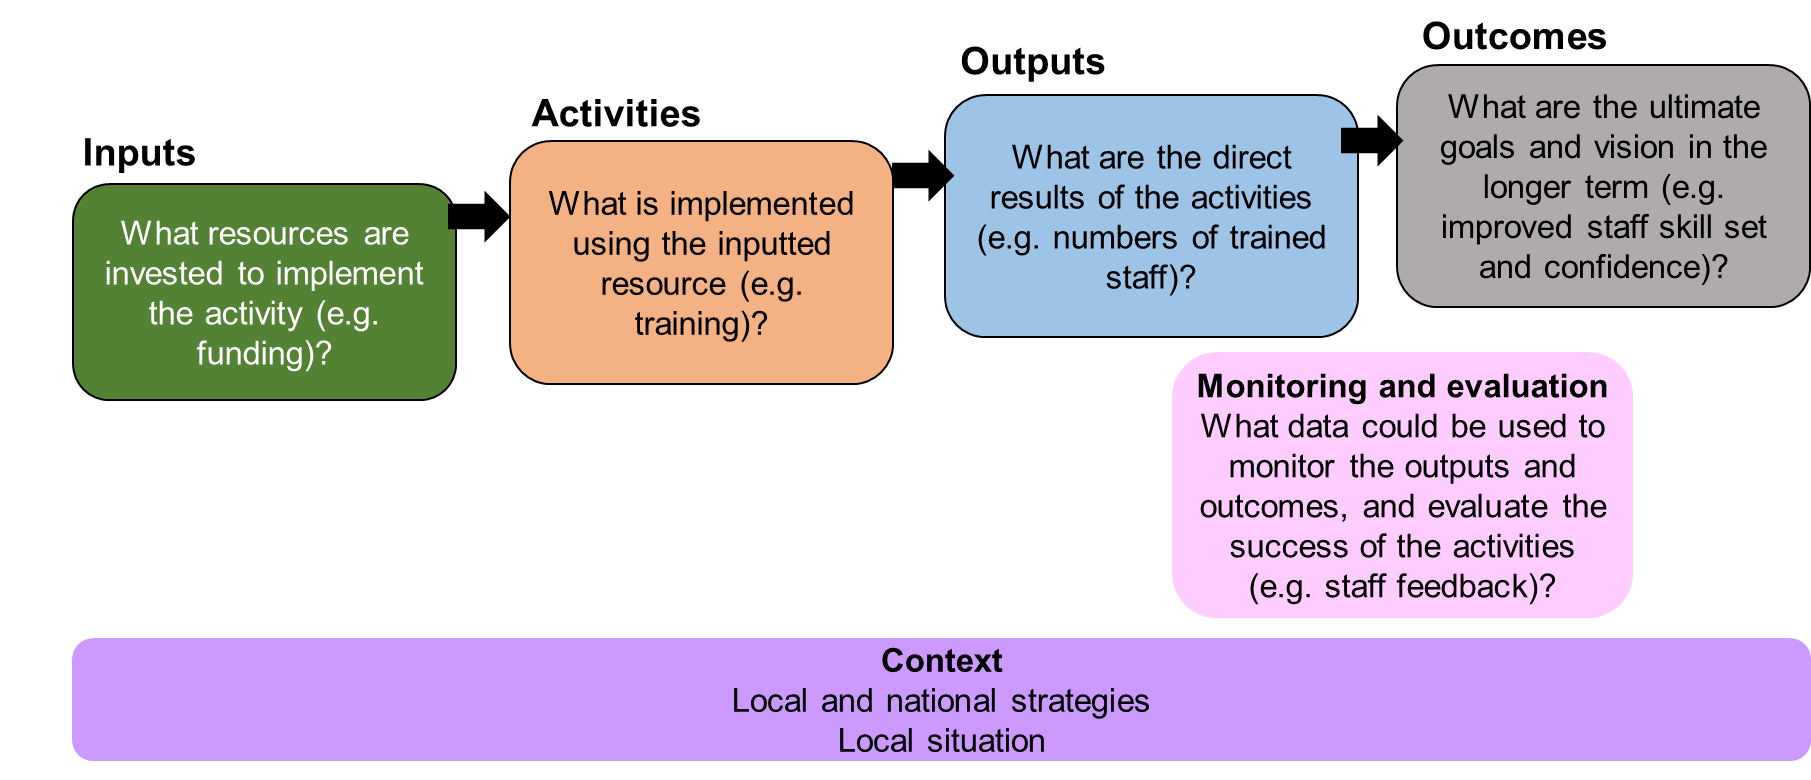 Inputs
What resources are
invested to implement
the activity (e.g.
funding)?
Activities
What is implemented
using the inputted
resource (e.g.
training)?
Outputs
What are the direct
results of the activities
(e.g. numbers of trained
staff)?
Outcomes
What are the ultimate
goals and vision in the
longer term (e.g.
improved staff skill set
and confidence)?
Monitoring and evaluation
What data could be used to
monitor the outputs and
outcomes, and evaluate the
success of the activities
(e.g. staff feedback)?
Context
Local and national strategies
Local situation